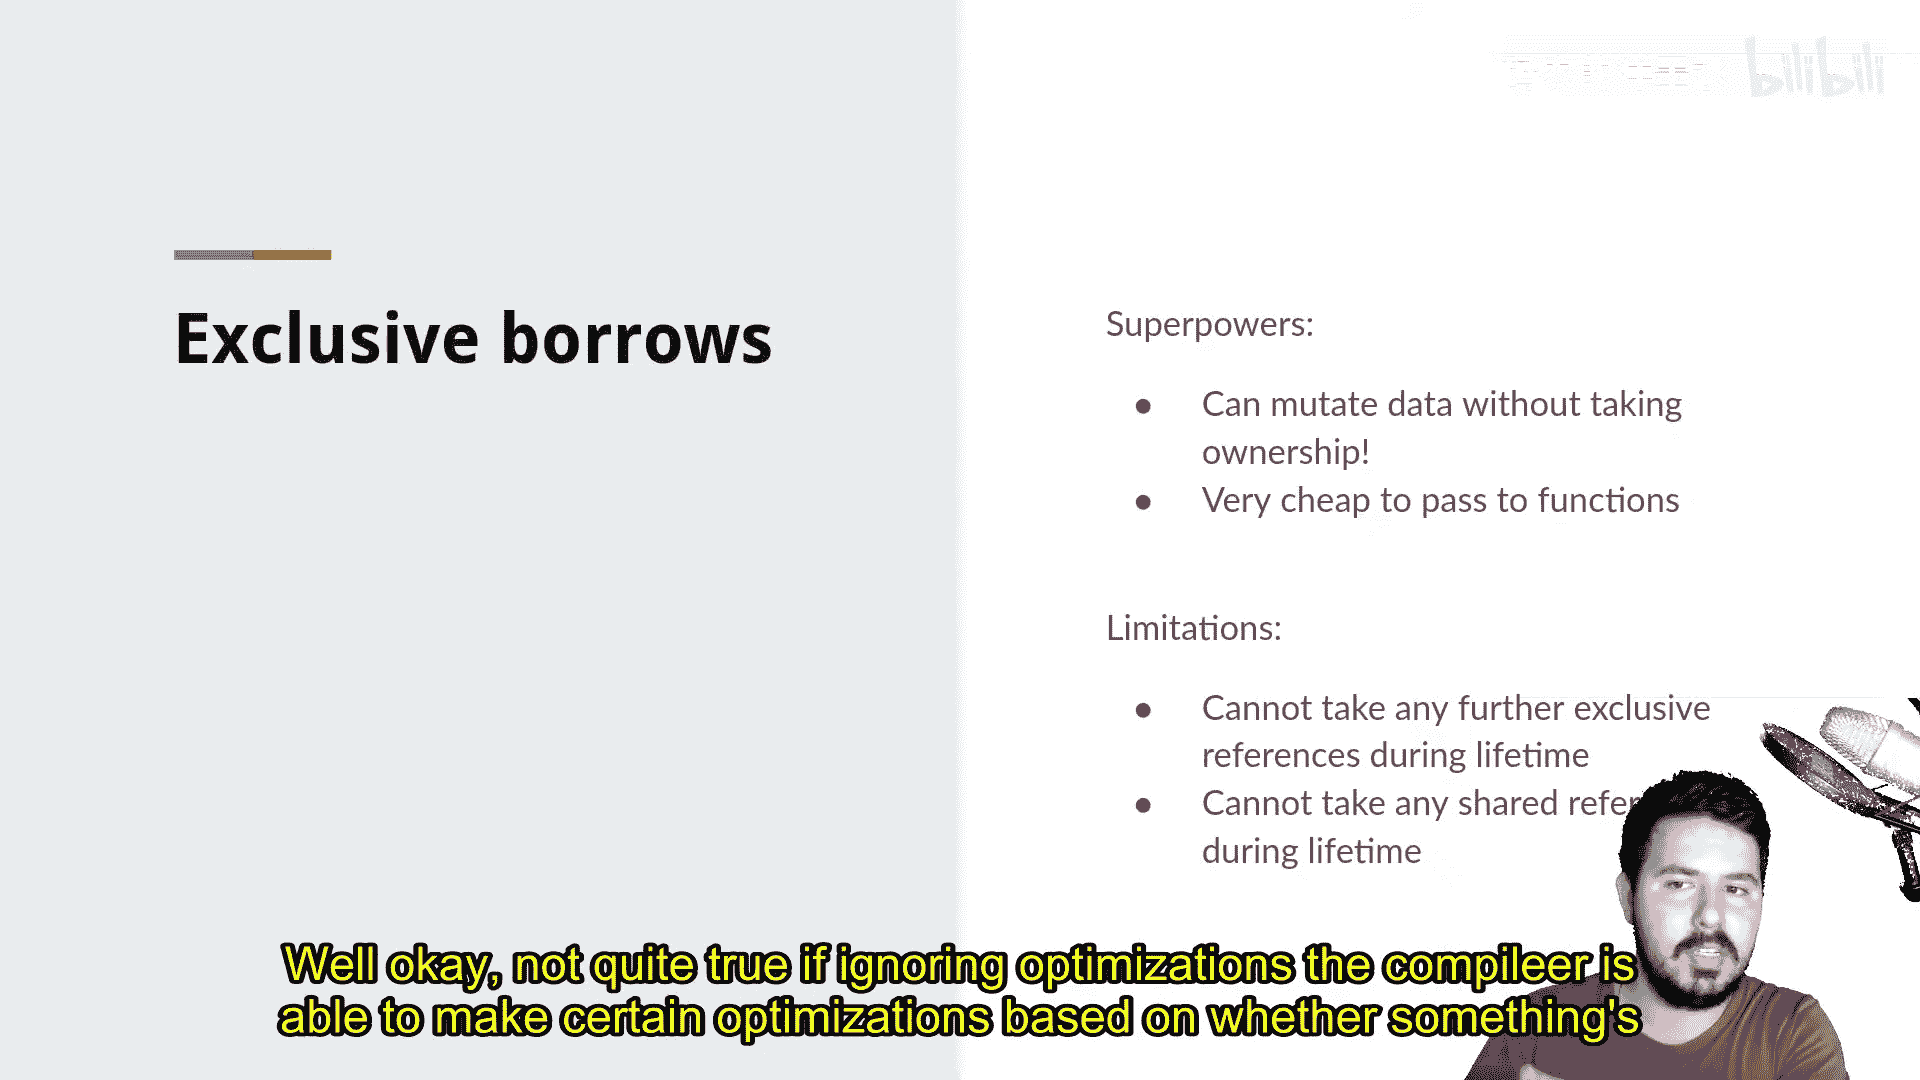 bilibili
Exclusive borrows
Superpowers:
● Can mutate data without taking
ownership!
● Very cheap to pass to functions
Limitations:
● Cannot take any further exclusive
references during lifetime
● Cannot take any shared refer
during lifetime
Well okay, not quite true if ignoring optimizations the compileer is
able to make certain optimizations based on whether something's